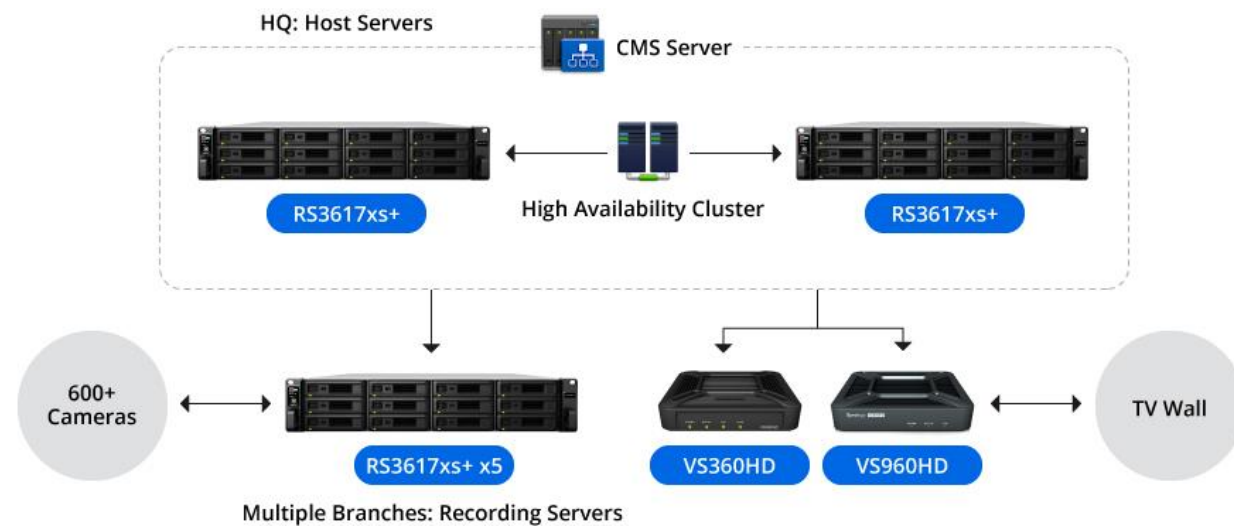 HQ: Host Servers
CMS Server
RS3617xs+
High Availability Cluster
RS3617xs+
600+
Cameras
RS3617xs+ x5
VS360HD
VS960HD
TV Wall
Multiple Branches: Recording Servers